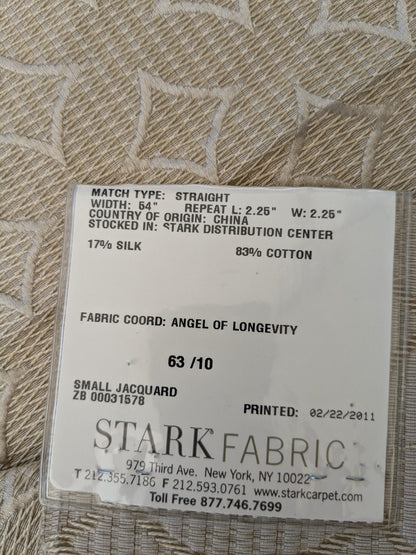 MATCH TYPE: STRAIGHT
WIDTH: 54" REPEAT L: 2.25" W: 2.25"
COUNTRY OF ORIGIN: CHINA
STOCKED IN: STARK DISTRIBUTION CENTER
17% SILK 83% COTTON
FABRIC COORD: ANGEL OF LONGEVITY
63 /10
SMALL JACQUARD
ZB 00031578
PRINTED: 02/22/2011
STARK FABRIC
979 Third Ave. New York, NY 10022
T 212.355.7186 F 212.593.0761 www.starkcarpet.com
Toll Free 877.746.7699